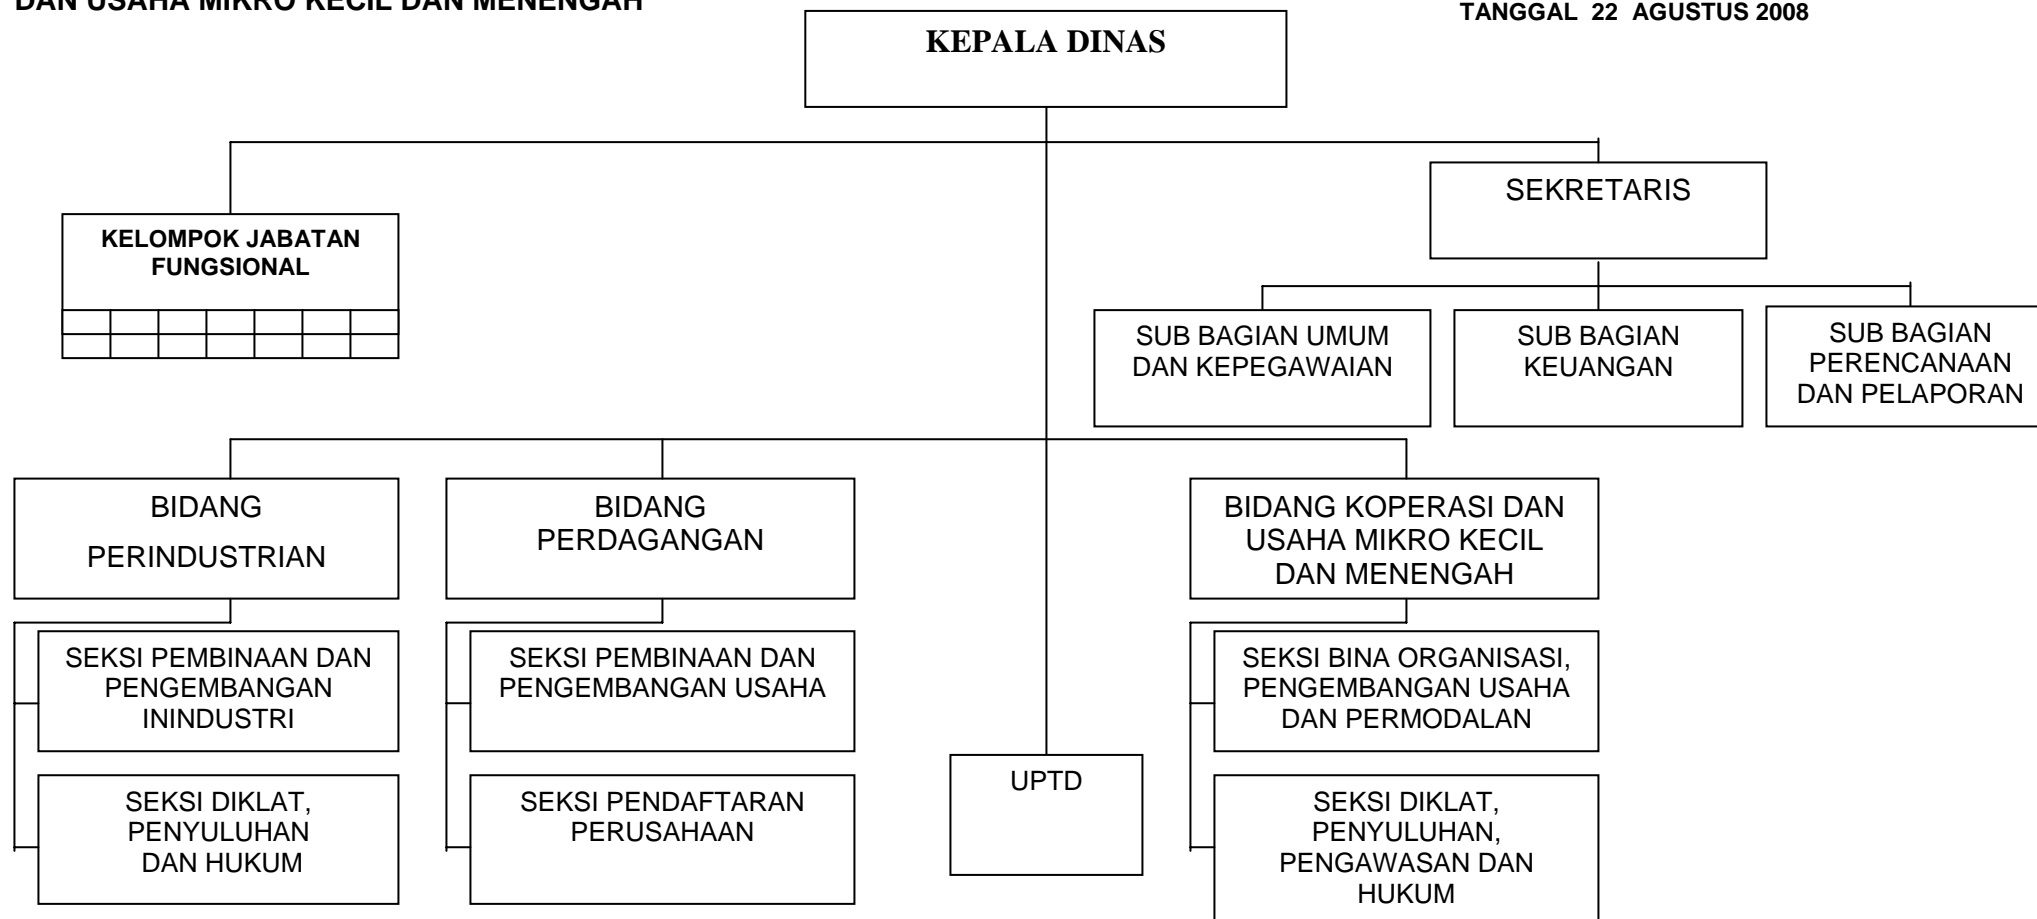 DAN USAHA MIKRO KECIL DAN MENENGAH
TANGGAL 22 AGUSTUS 2008
KEPALA DINAS
SEKRETARIS
KELOMPOK JABATAN
FUNGSIONAL
SUB BAGIAN UMUM
DAN KEPEGAWAIAN
SUB BAGIAN
KEUANGAN
SUB BAGIAN
PERENCANAAN
DAN PELAPORAN
BIDANG
PERINDUSTRIAN
BIDANG
PERDAGANGAN
BIDANG KOPERASI DAN
USAHA MIKRO KECIL
DAN MENENGAH
SEKSI PEMBINAAN DAN
PENGEMBANGAN
ININDUSTRI
SEKSI PEMBINAAN DAN
PENGEMBANGAN USAHA
SEKSI BINA ORGANISASI,
PENGEMBANGAN USAHA
DAN PERMODALAN
UPTD
SEKSI DIKLAT,
PENYULUHAN
DAN HUKUM
SEKSI PENDAFTARAN
PERUSAHAAN
SEKSI DIKLAT,
PENYULUHAN,
PENGAWASAN DAN
HUKUM